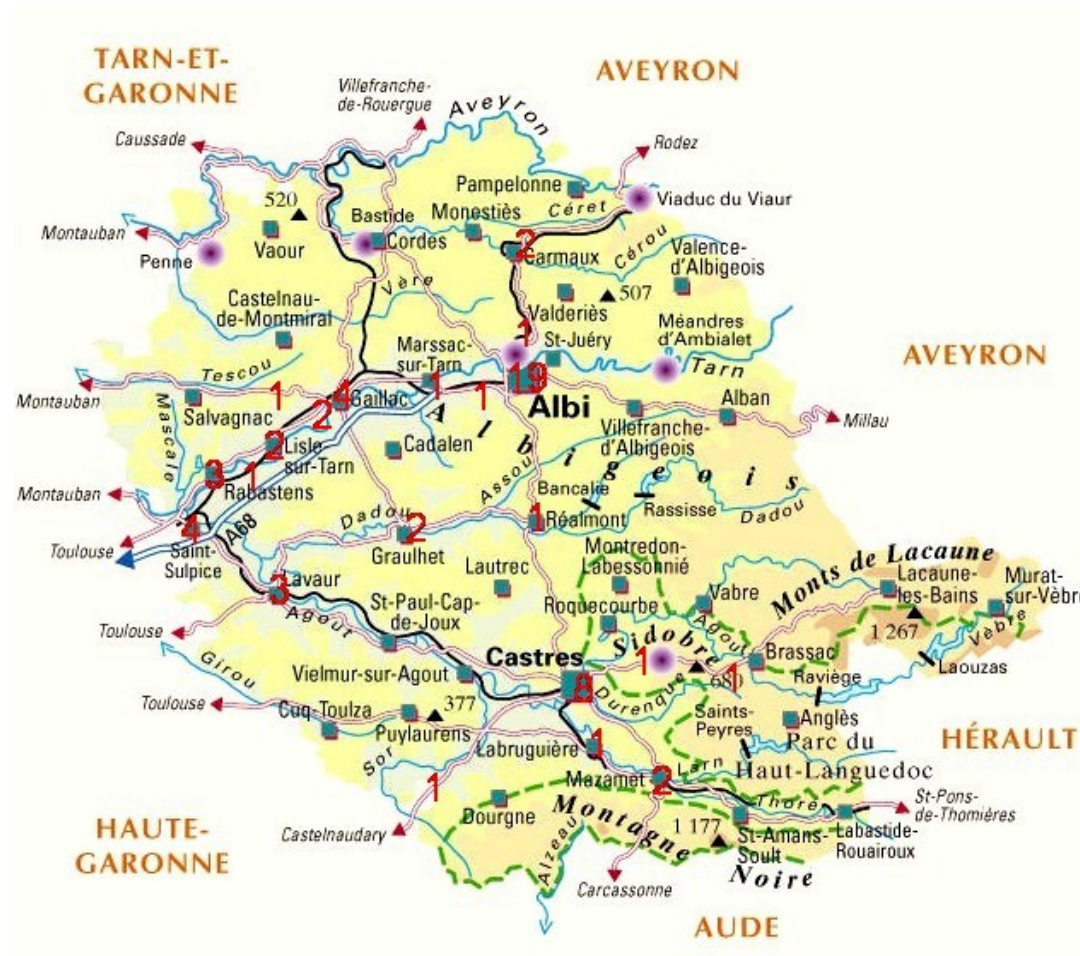 TARN-ET-
GARONNE
AVEYRON
Villefranche-
de-Rouergue
Aveyron
Caussade
Rodez
Pampelonne
Viaduc du Viaur
520
Bastide
Monestiès
Céret
Montauban
Vaour
Cordes
2
Cérou
Valence-
d'Albigeois
Penne
Carmaux
Vère
Castelnau-
de-Montmiral
507
Valderiès
Méandres
d'Ambialet
1
St-Juéry
Marssac-
sur-Tarn
AVEYRON
Tescou
Tarn
Montauban
1
4
1
1
19
Gaillac
Salvagnac
2
Albi
Alban
Millau
Mascale
Albigeois
Villefranche-
d'Albigeois
2
Lisle-
sur-Tarn
Cadalen
3
1
Assou
Bancalié
Montauban
Rabastens
Rassisse
Dadou
Dadou
1
Réalmont
4
A68
2
Toulouse
Saint-
Sulpice
Graulhet
Montredon-
Labessonnié
Monts de Lacaune
Lacaune-
les-Bains
Murat-
sur-Vèbre
3
Lavaur
Lautrec
Vabre
St-Paul-Cap-
de-Joux
Roquecourbe
Agout
Agout
1 267
Vèbre
Toulouse
Sidobre
Girou
Castres
1
1
Brassac
Laouzas
Vielmur-sur-Agout
680
Raviège
8
Durenque
Toulouse
377
Cuq-Toulza
Puylaurens
Saints-
Peyres
Anglès
Sor
Labruguière
1
Parc du
Haut-Languedoc
HÉRAULT
1
Mazamet
2
Larn
Dourgne
Thoré
St-Pons-
de-Thomières
Montagne
Noire
1 177
Castelnaudary
St-Amans-
Soult
Labastide-
Rouairoux
HAUTE-
GARONNE
Alzeau
Carcassonne
AUDE